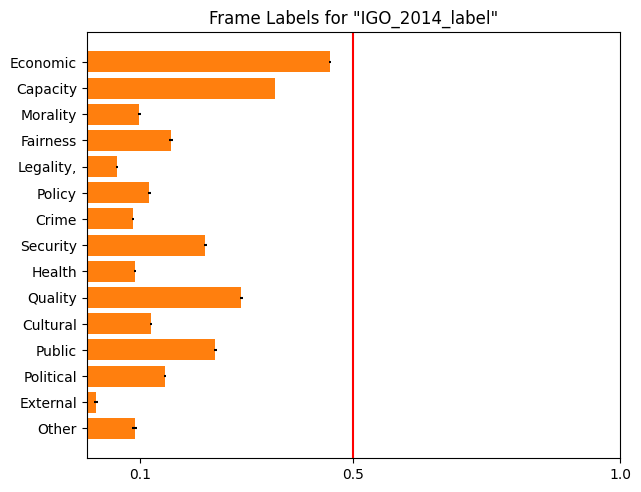 Frame Labels for "IGO_2014_label"
Economic
Capacity
Morality
Fairness
Legality,
Policy
Crime
Security
Health
Quality
Cultural
Public
Political
External
Other
0.1 0.5 1.0